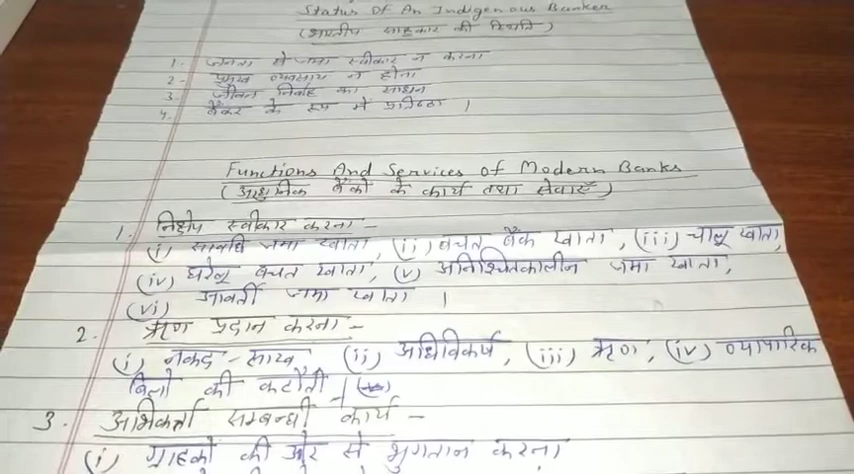 Status Of An Indigenous Banker
(भारतीय साहूकार की स्थिति)
1. जनता से जमा स्वीकार न करना
2- प्रमुख व्यवसाय न होना
3. जीवन निर्वाह का साधन
4. बैंकर के रूप में प्रतिष्ठा ।
Functions And Services Of Modern Banks
(आधुनिक बैंकों के कार्य तथा सेवाएँ)
1. निक्षेप स्वीकार करना -
(i) सावधि जमा खाता, (ii) बचत बैंक खाता, (iii) चालू खाता,
(iv) घरेलू बचत खाता, (v) अनिश्चितकालीन जमा खाता,
(vi) आवर्ती जमा खाता ।
2. ऋण प्रदान करना -
(i) नकद - साख (ii) अधिविकर्ष, (iii) ऋण, (iv) व्यापारिक
बिलों की कटौती ।
3. अभिकर्ता सम्बन्धी कार्य -
(i) ग्राहकों की ओर से भुगतान करना